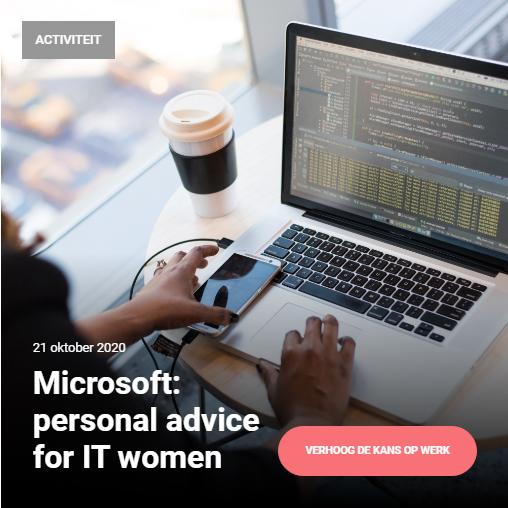 ACTIVITEIT
21 oktober 2020
Microsoft:
personal advice
for IT women
VERHOOG DE KANS OP WERK